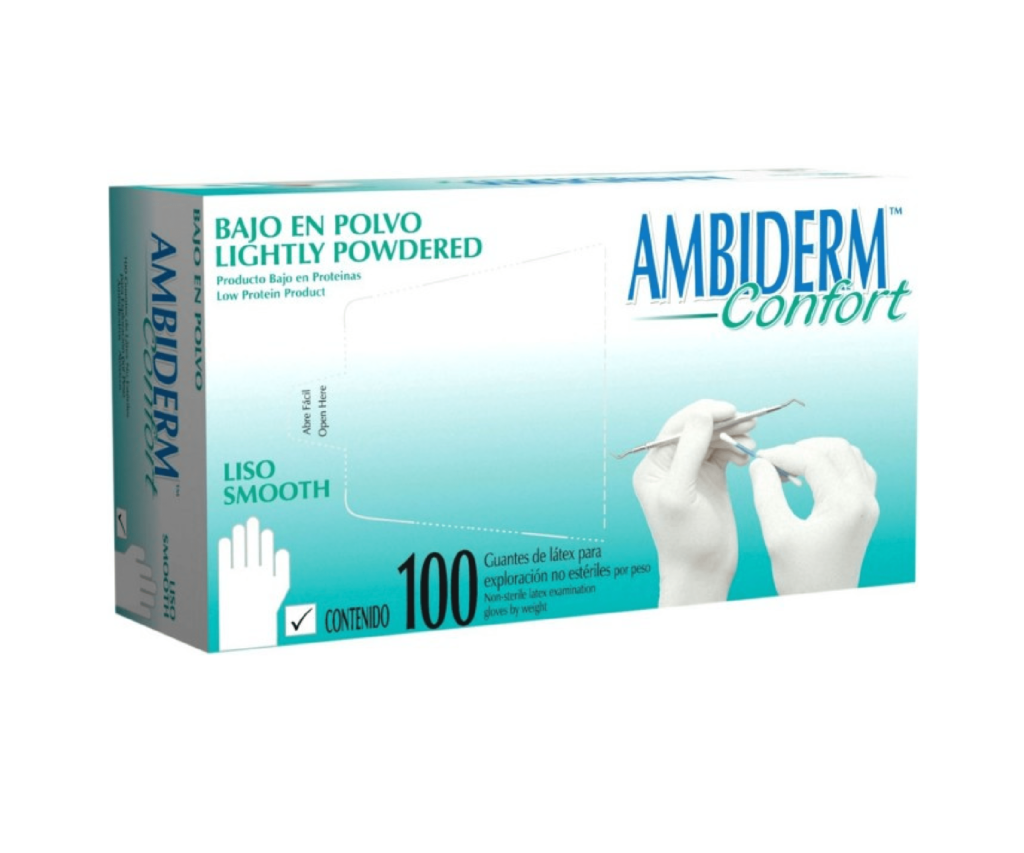 BAJO EN POLVO
LIGHTLY POWDERED
Producto Bajo en Proteinas
Low Protein Product
AMBIDERM™
Confort
Abre Fácil
Open Here
LISO
SMOOTH
CONTENIDO
100
Guantes de látex para
exploración no estériles por peso
Non-sterile latex examination
gloves by weight
BAJO EN POLVO
AMBIDERM™
Confort
LISO
SMOOTH